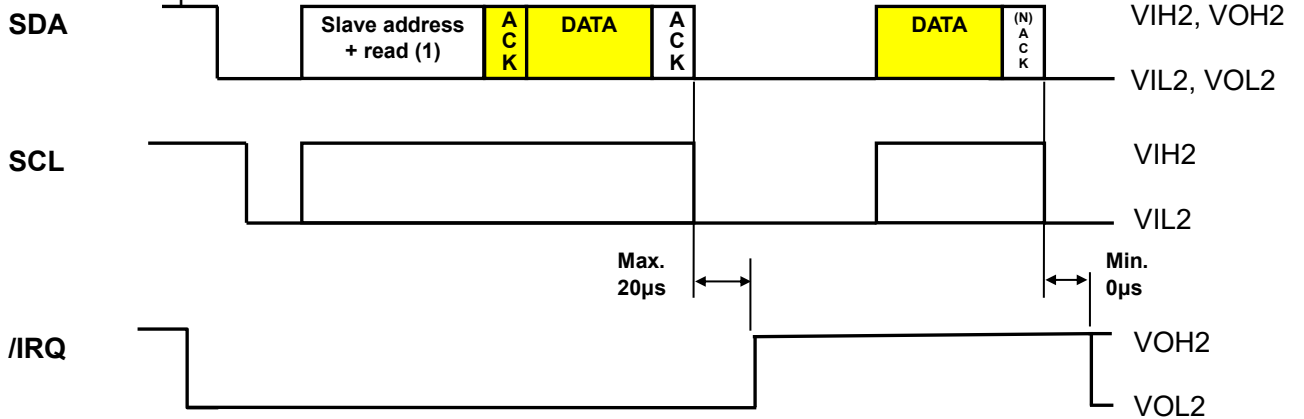 SDA
Slave address
+ read (1)
A
C
K
DATA
A
C
K
DATA
(N)
A
C
K
VIH2, VOH2
VIL2, VOL2
SCL
VIH2
VIL2
Max.
20µs
Min.
0µs
/IRQ
VOH2
VOL2